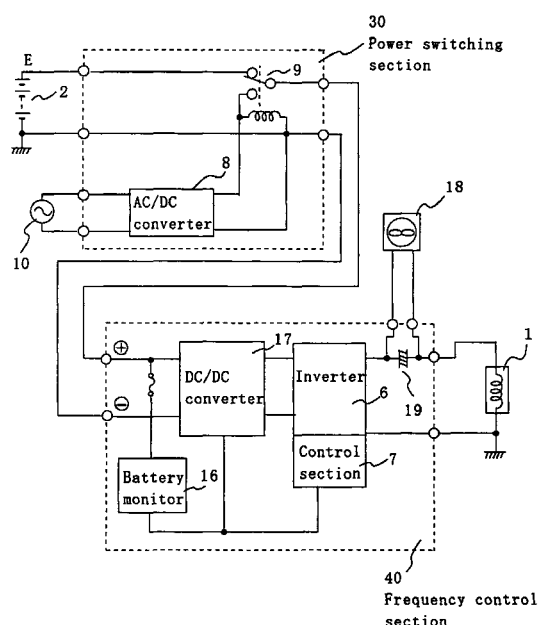 30
Power switching
section
E
9
2
8
AC/DC
converter
10
18
17
1
DC/DC
converter
Inverter
6
19
Control
section
7
Battery
monitor
16
40
Frequency control
section